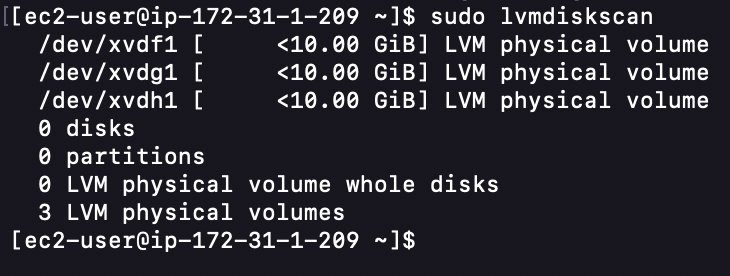 [[ec2-user@ip-172-31-1-209 ~]$ sudo lvmdiskscan
  /dev/xvdf1 [     <10.00 GiB] LVM physical volume
  /dev/xvdg1 [     <10.00 GiB] LVM physical volume
  /dev/xvdh1 [     <10.00 GiB] LVM physical volume
  0 disks
  0 partitions
  0 LVM physical volume whole disks
  3 LVM physical volumes
[ec2-user@ip-172-31-1-209 ~]$